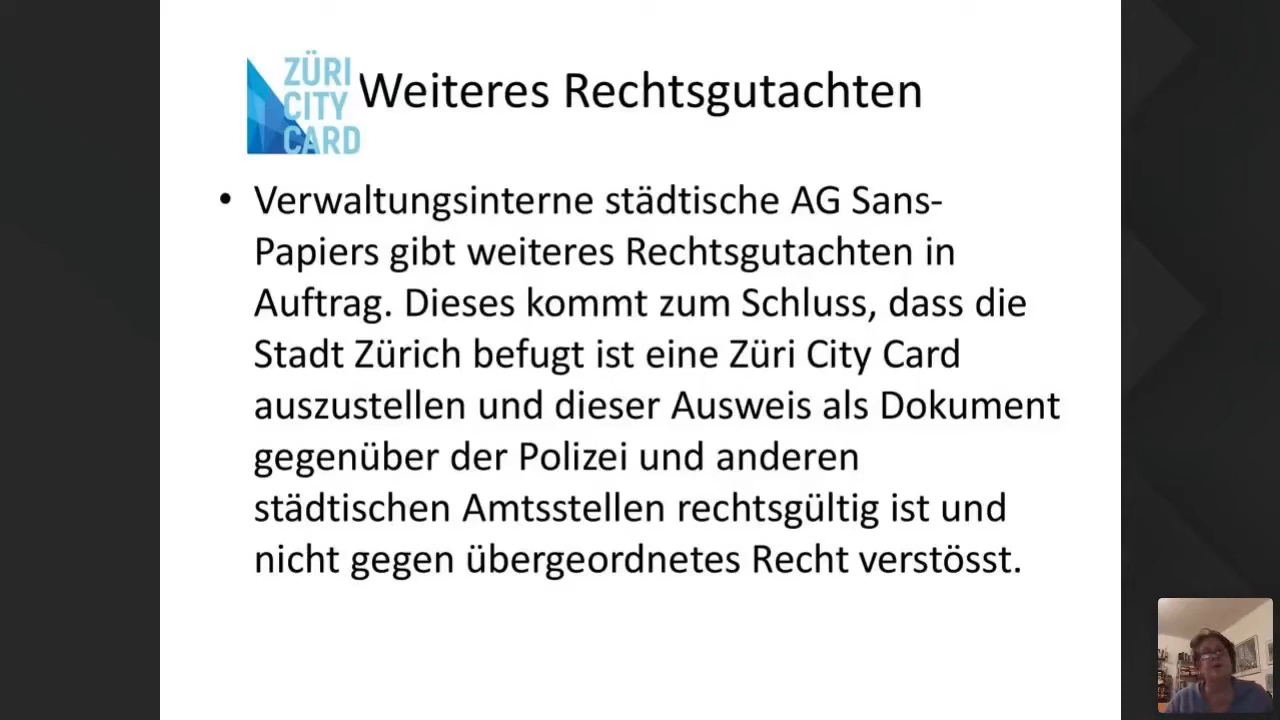 ZÜRI
CITY
CARD
Weiteres Rechtsgutachten
• Verwaltungsinterne städtische AG Sans-
Papiers gibt weiteres Rechtsgutachten in
Auftrag. Dieses kommt zum Schluss, dass die
Stadt Zürich befugt ist eine Züri City Card
auszustellen und dieser Ausweis als Dokument
gegenüber der Polizei und anderen
städtischen Amtsstellen rechtsgültig ist und
nicht gegen übergeordnetes Recht verstösst.